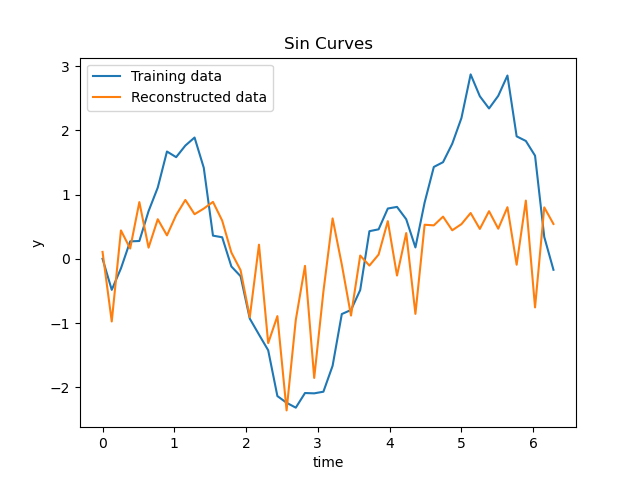 Sin Curves
Training data
Reconstructed data
y
3
2
1
0
−1
−2
0 1 2 3 4 5 6
time